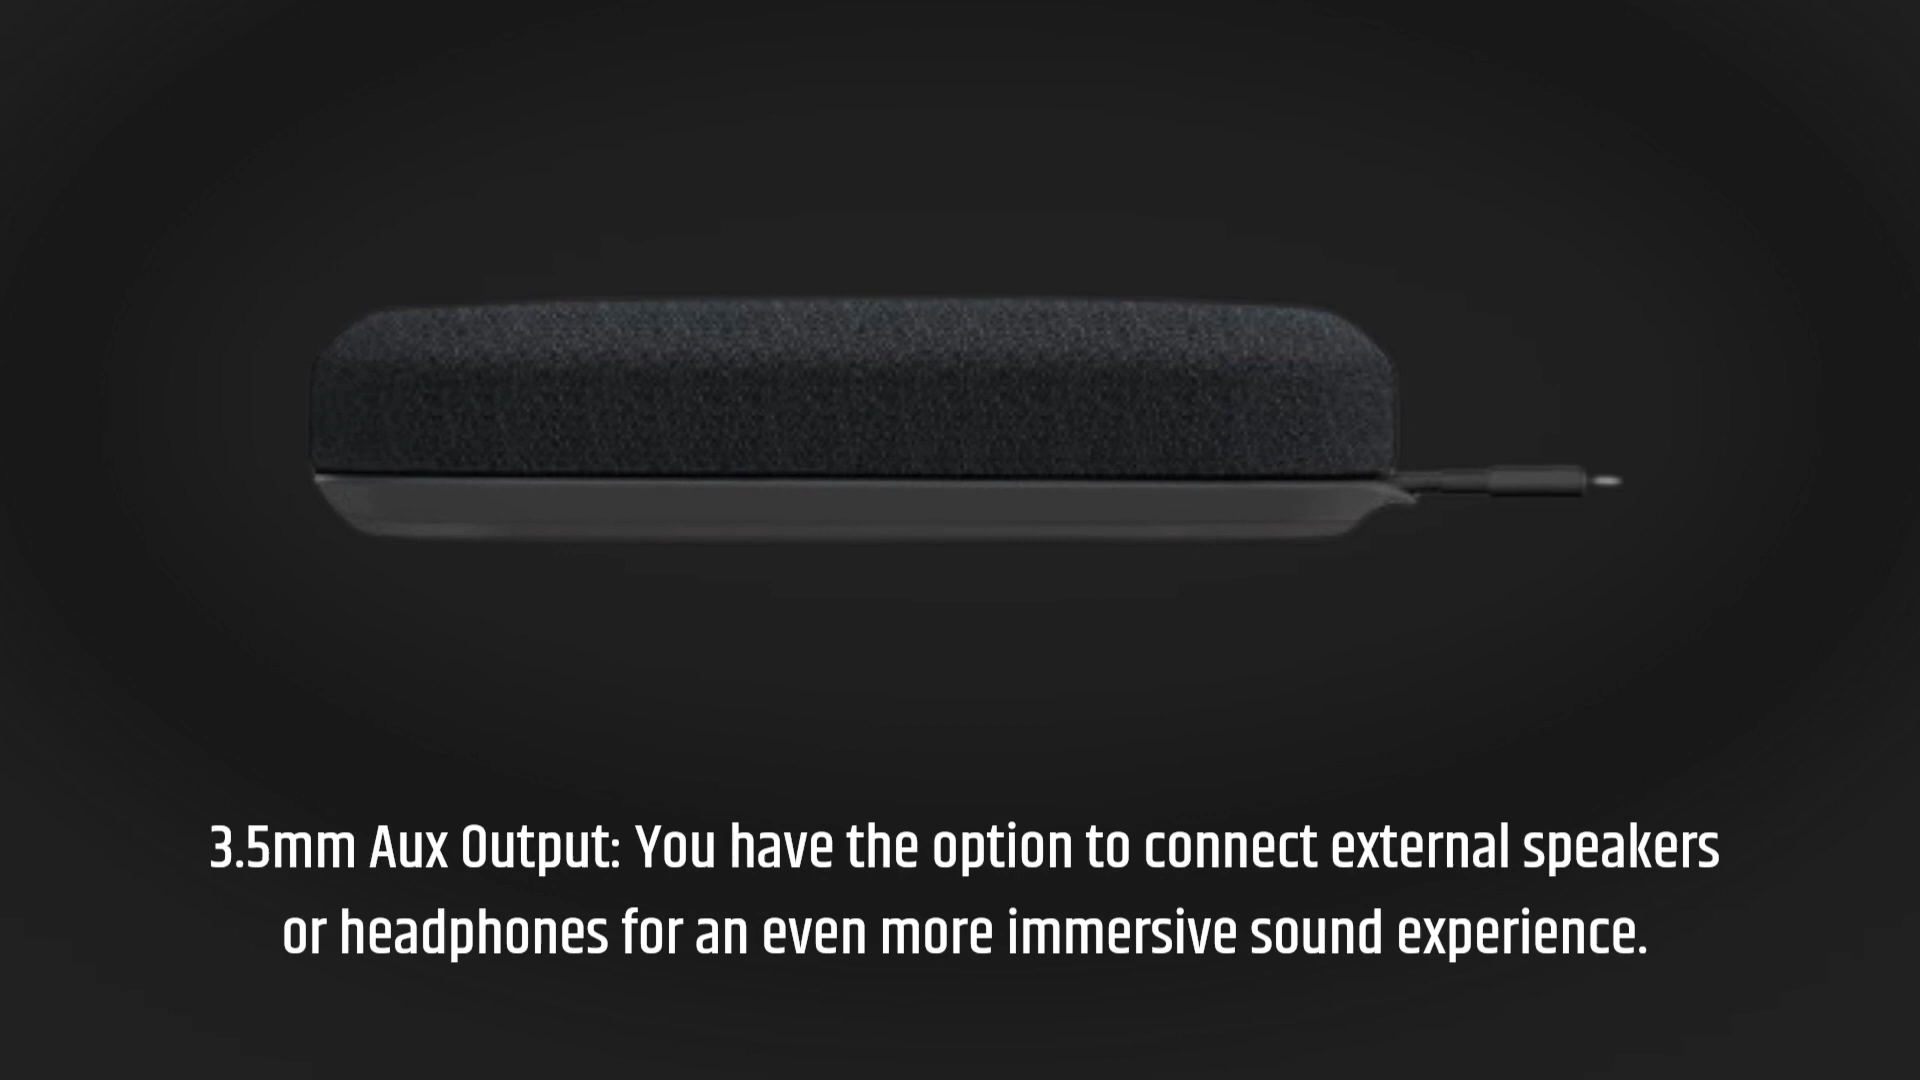 3.5mm Aux Output: You have the option to connect external speakers
or headphones for an even more immersive sound experience.